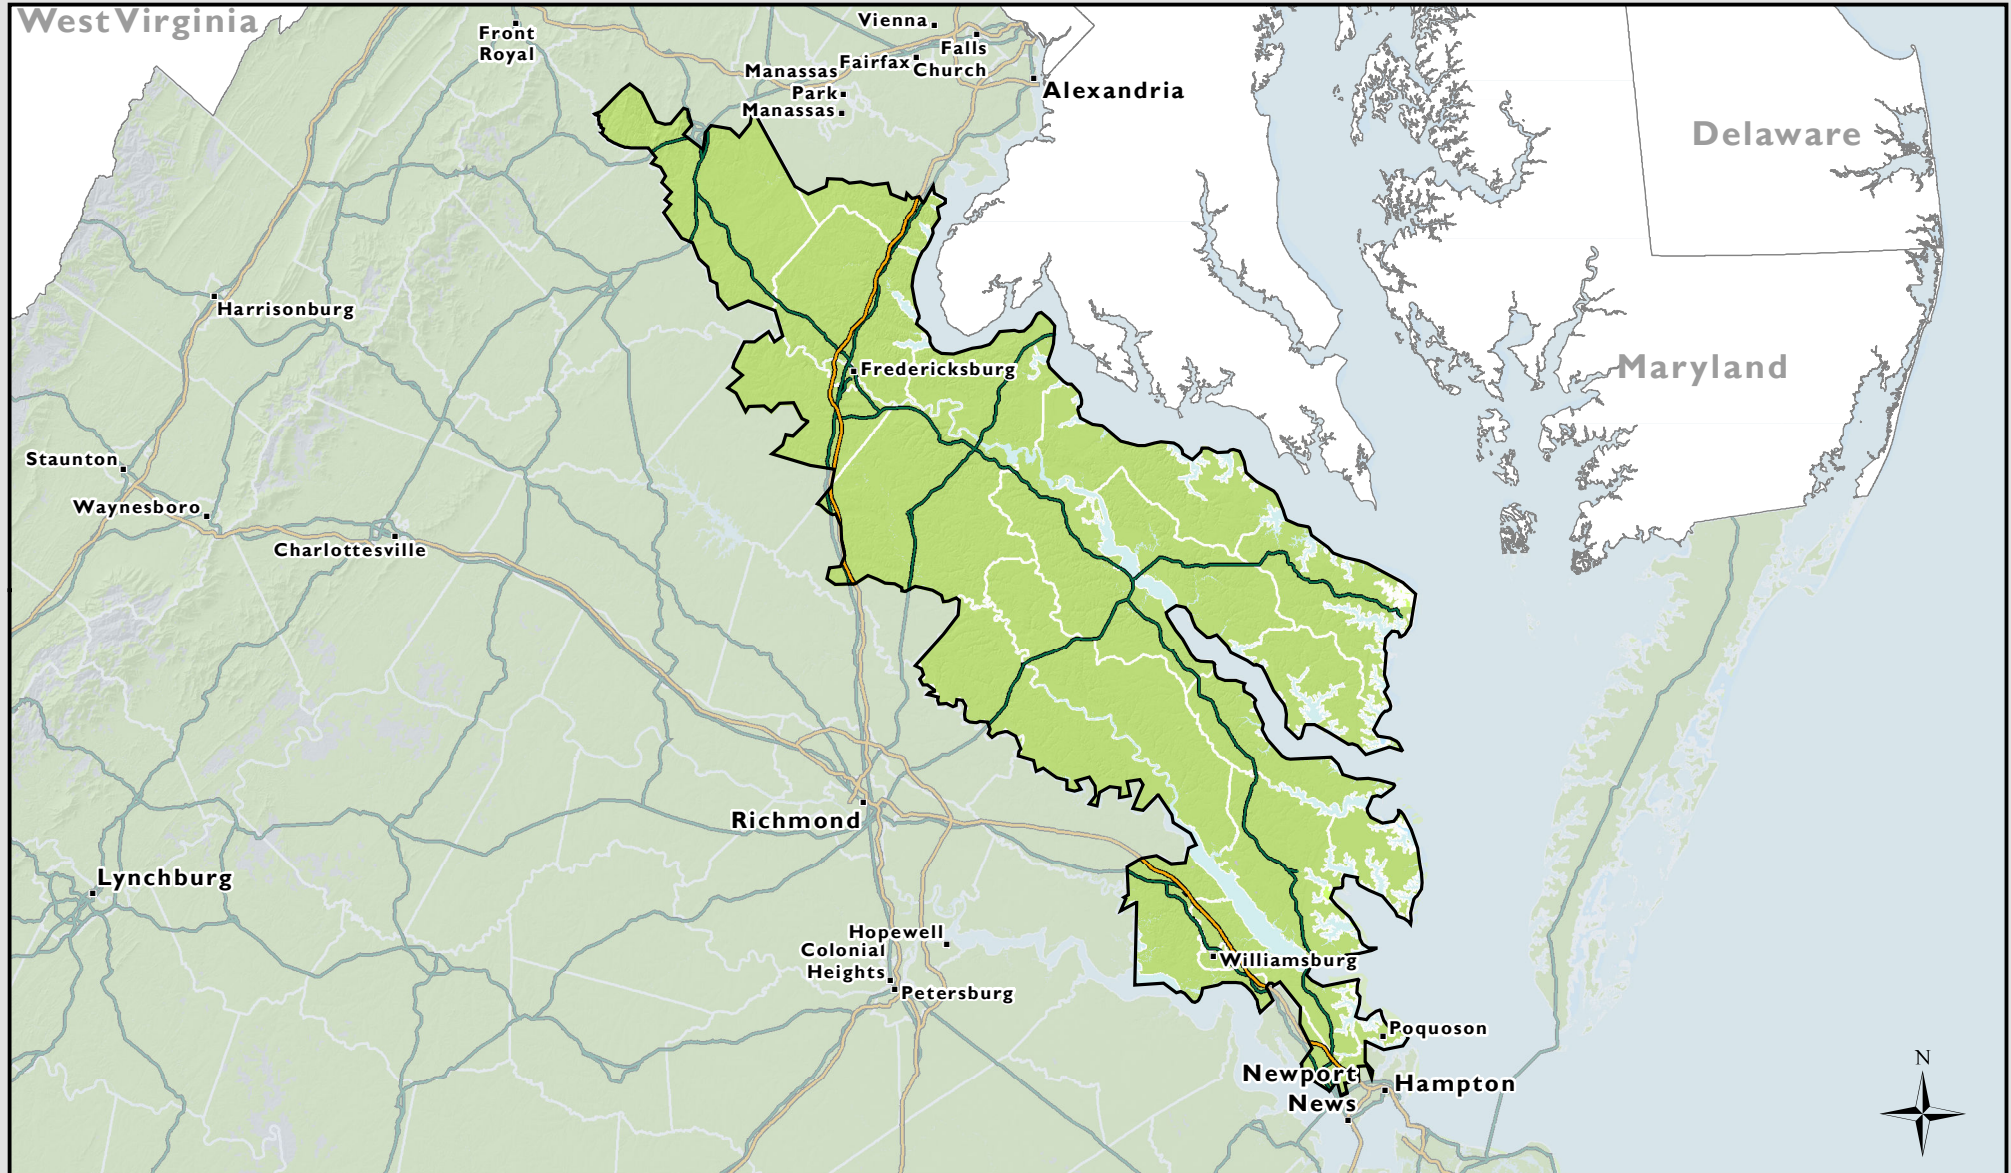 West Virginia
Vienna
Front
Royal
Falls
Church
Fairfax
Manassas
Park
Manassas
Alexandria
Delaware
Harrisonburg
Maryland
Fredericksburg
Staunton
Waynesboro
Charlottesville
Richmond
Lynchburg
Hopewell
Colonial
Heights
Petersburg
Williamsburg
Poquoson
Newport
News
Hampton
N